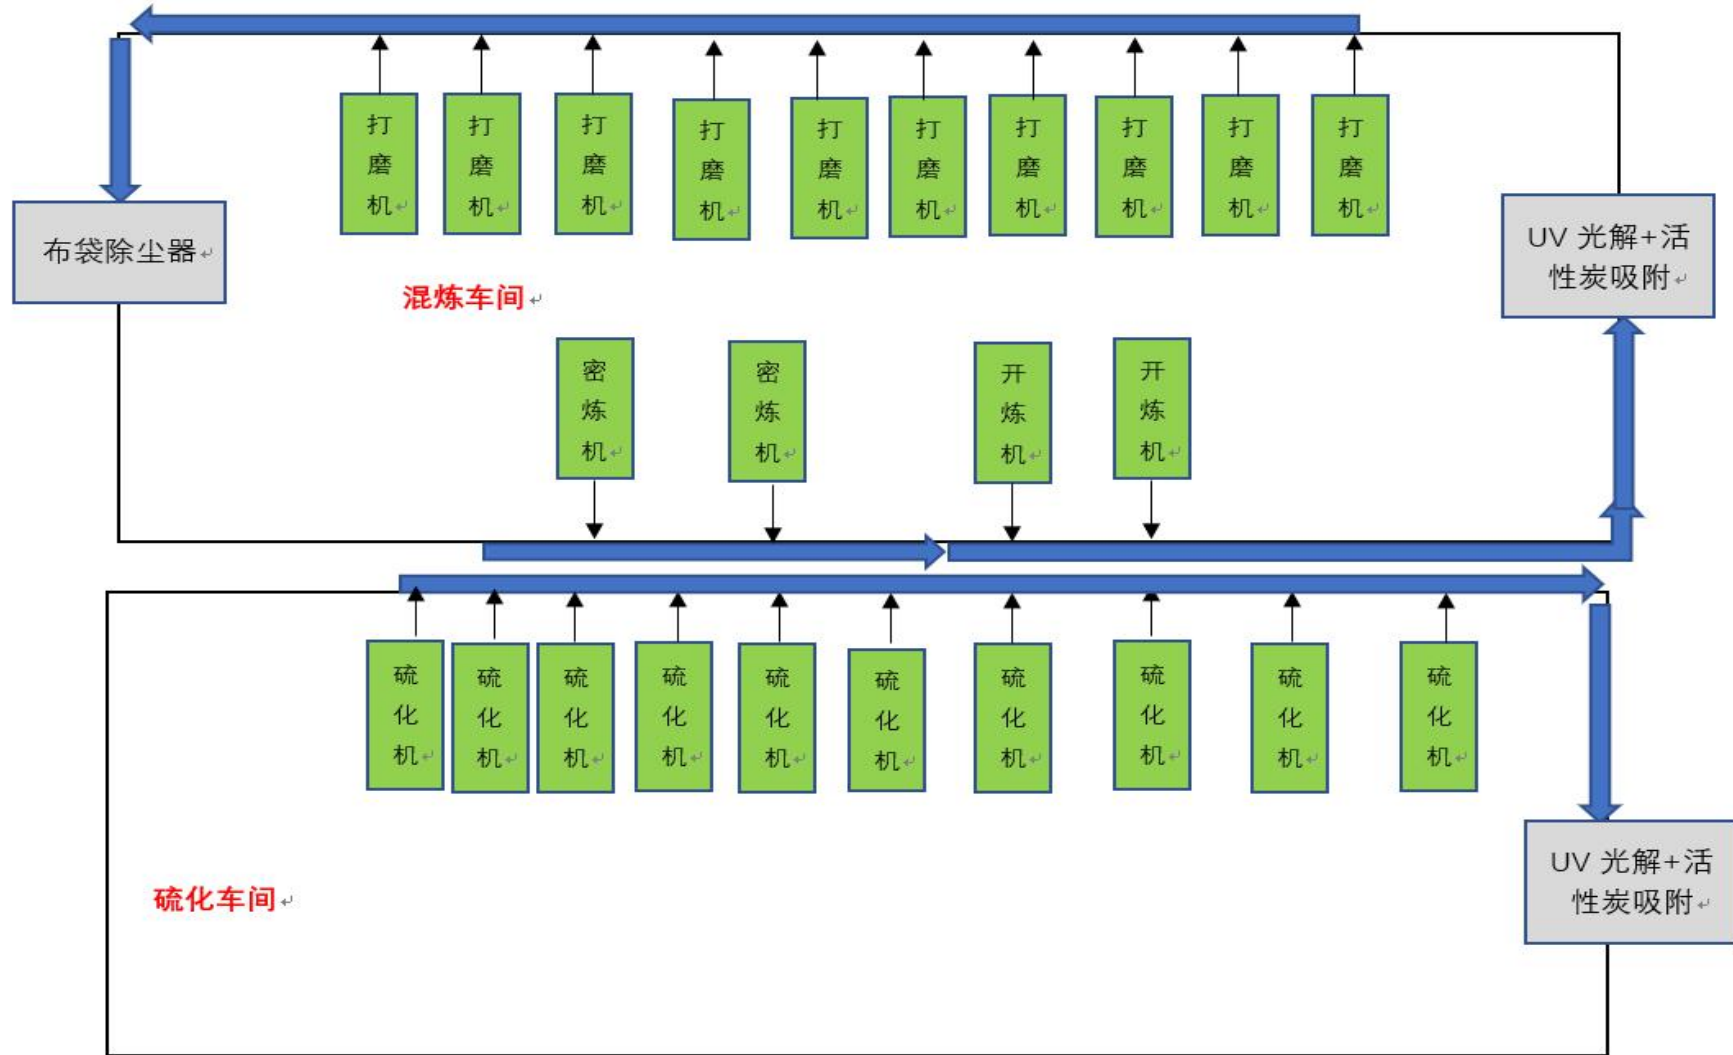 打磨机
打磨机
打磨机
打磨机
打磨机
打磨机
打磨机
打磨机
打磨机
打磨机
布袋除尘器
UV 光解+活
性炭吸附
混炼车间
密炼机
密炼机
开炼机
开炼机
硫化机
硫化机
硫化机
硫化机
硫化机
硫化机
硫化机
硫化机
硫化机
硫化机
UV 光解+活
性炭吸附
硫化车间